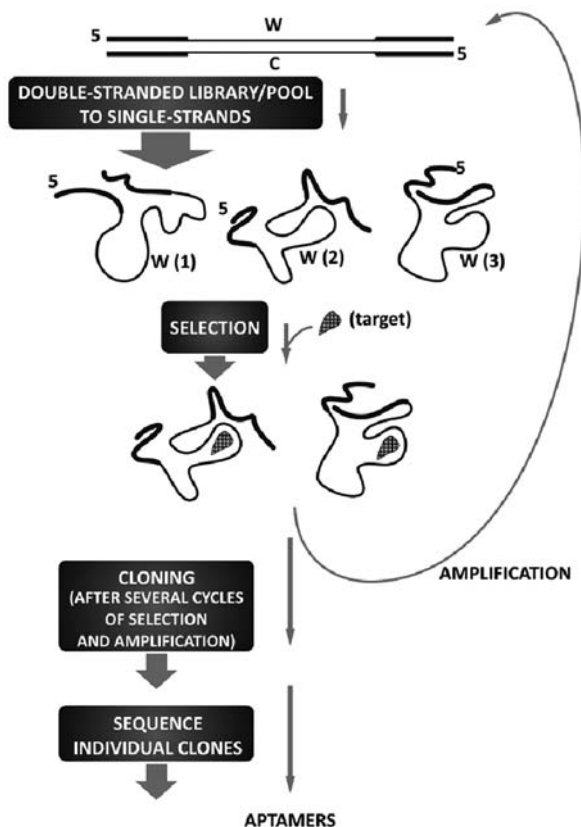 W
5
C
5
DOUBLE-STRANDED LIBRARY/POOL
TO SINGLE-STRANDS
5
5
5
W (1)
W (2)
W (3)
SELECTION
(target)
AMPLIFICATION
CLONING
(AFTER SEVERAL CYCLES
OF SELECTION
AND AMPLIFICATION)
SEQUENCE
INDIVIDUAL CLONES
APTAMERS